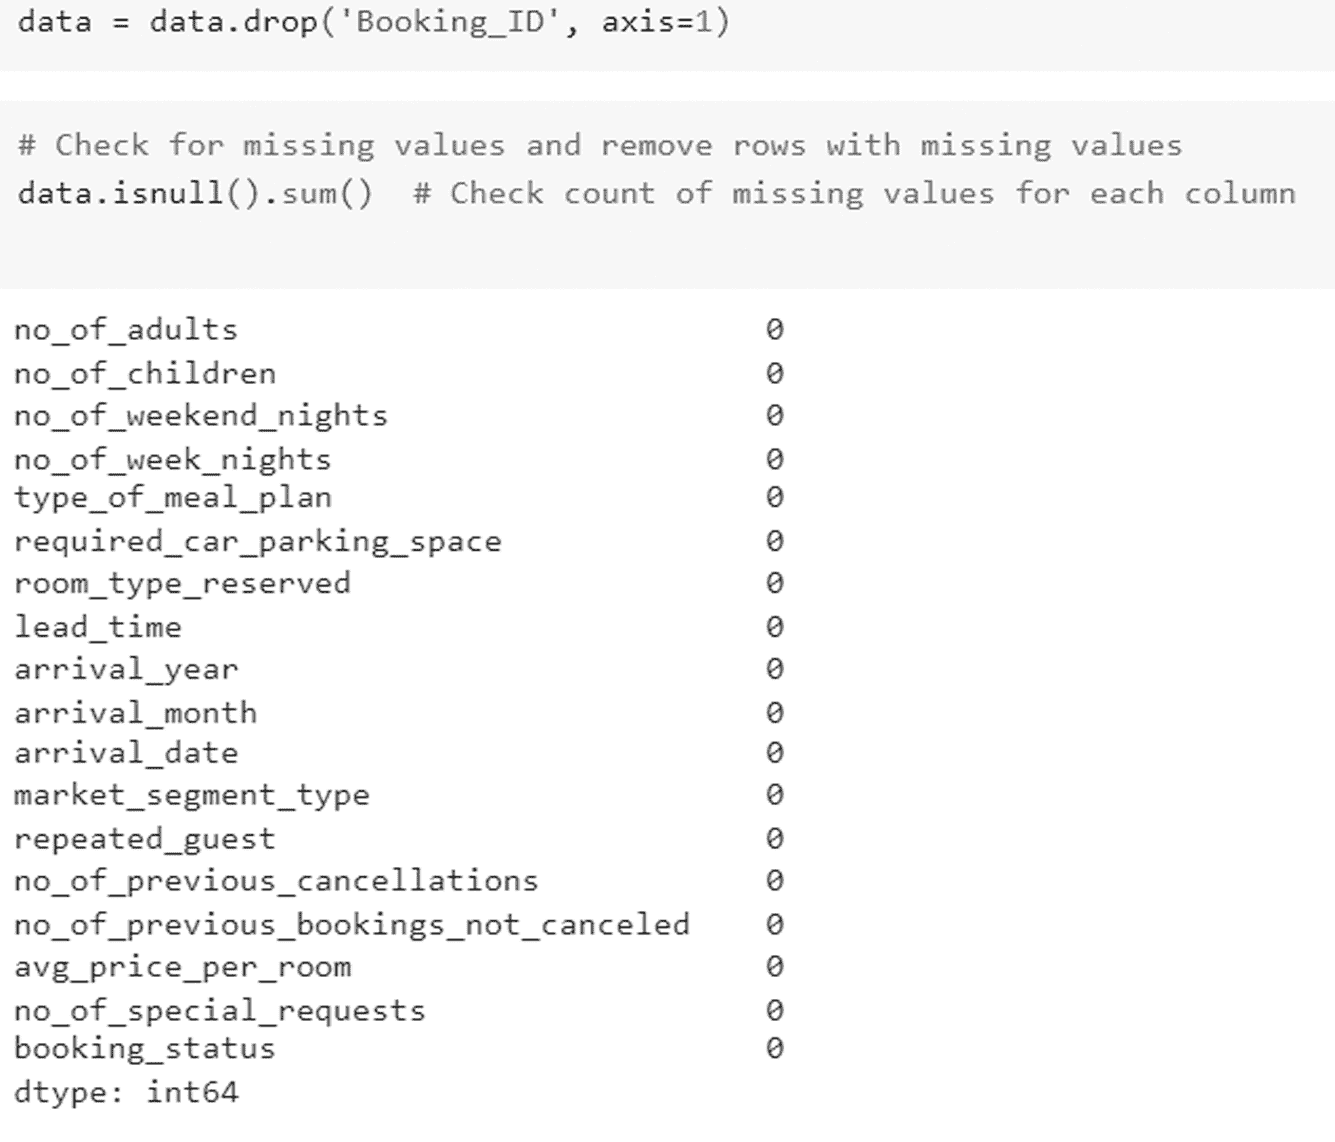 data = data.drop('Booking_ID', axis=1)
# Check for missing values and remove rows with missing values
data.isnull().sum()  # Check count of missing values for each column
no_of_adults 0
no_of_children 0
no_of_weekend_nights 0
no_of_week_nights 0
type_of_meal_plan 0
required_car_parking_space 0
room_type_reserved 0
lead_time 0
arrival_year 0
arrival_month 0
arrival_date 0
market_segment_type 0
repeated_guest 0
no_of_previous_cancellations 0
no_of_previous_bookings_not_canceled 0
avg_price_per_room 0
no_of_special_requests 0
booking_status 0
dtype: int64